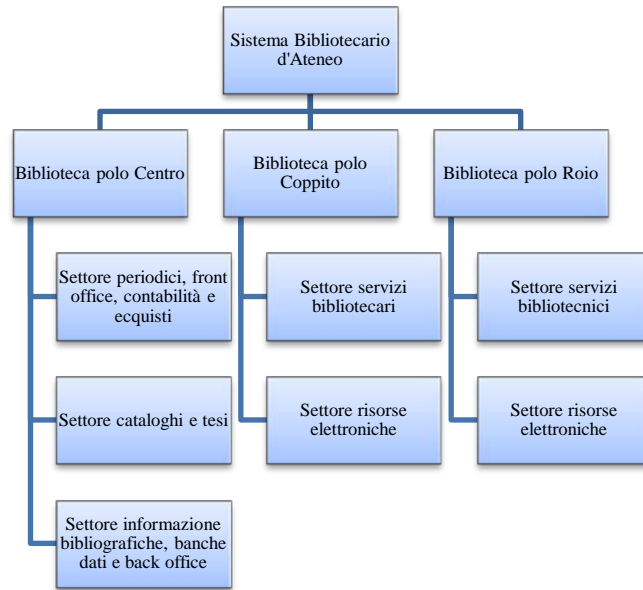 Sistema Bibliotecario
d'Ateneo
Biblioteca polo Centro
Biblioteca polo
Coppito
Biblioteca polo Roio
Settore periodici, front
office, contabilità e
ecquisti
Settore servizi
bibliotecari
Settore servizi
bibliotecnici
Settore cataloghi e tesi
Settore risorse
elettroniche
Settore risorse
elettroniche
Settore informazione
bibliografiche, banche
dati e back office